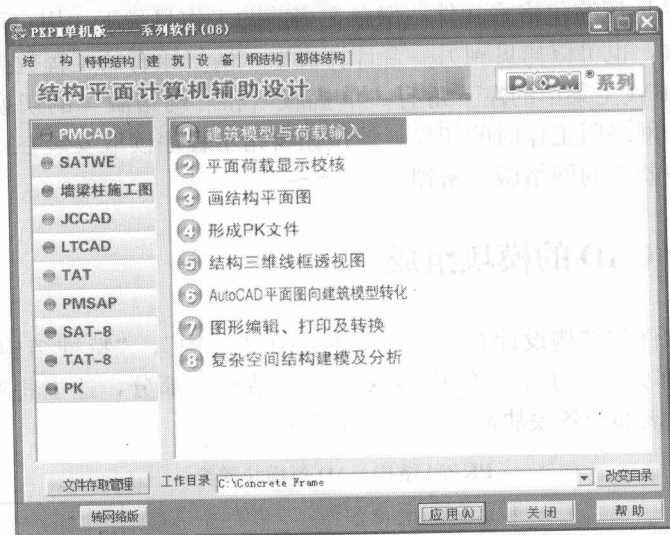 PKPM单机版——系列软件(08)
结 构 特种结构 建 筑 设 备 钢结构 砌体结构
结构平面计算机辅助设计
PKPM®系列
PMCAD
SATWE
墙梁柱施工图
JCCAD
LTCAD
TAT
PMSAP
SAT-8
TAT-8
PK
1 建筑模型与荷载输入
2 平面荷载显示校核
3 画结构平面图
4 形成PK文件
5 结构三维线框透视图
6 AutoCAD平面图向建筑模型转化
7 图形编辑、打印及转换
8 复杂空间结构建模及分析
文件存取管理 工作目录 C:\Concrete Frame 改变目录
转网络版 应用(A) 关闭 帮助